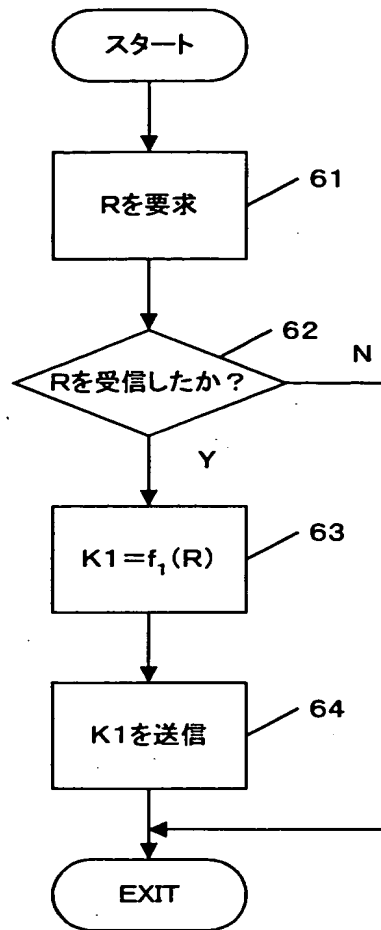 スタート
Rを要求
61
Rを受信したか?
62
N
Y
K1=f₁(R)
63
K1を送信
64
EXIT